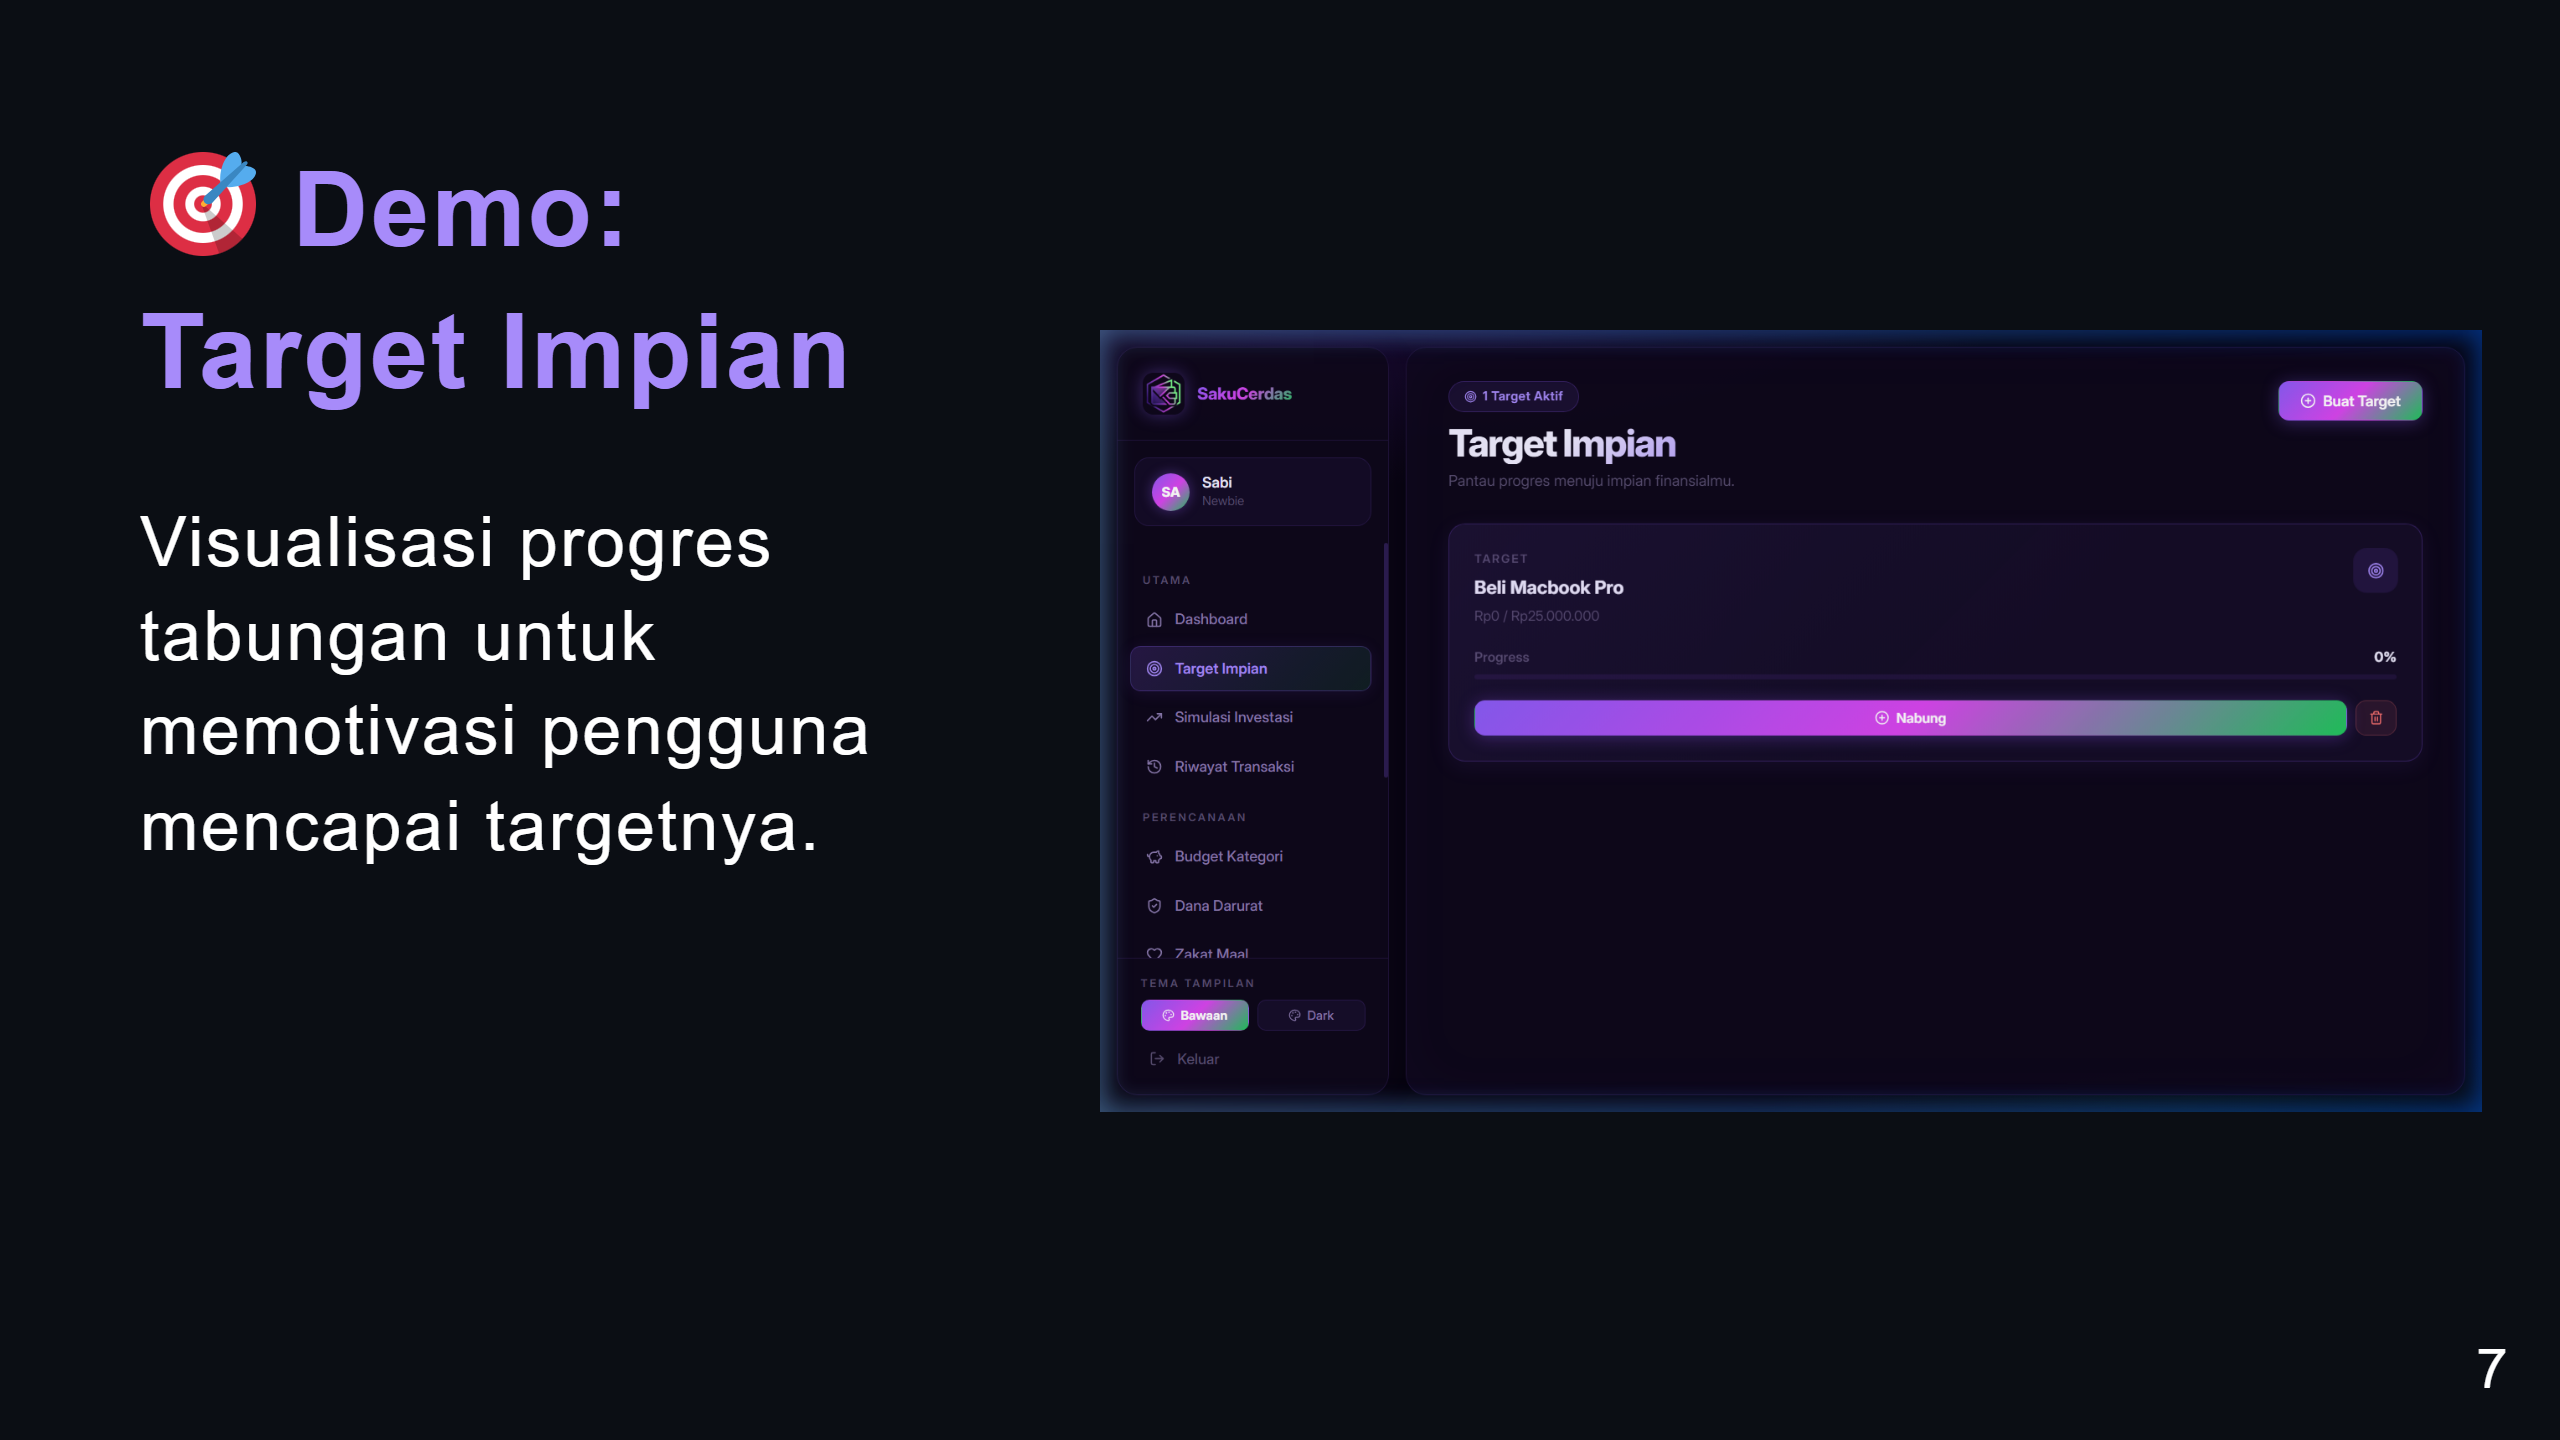 Demo:
Target Impian
Visualisasi progres
tabungan untuk
memotivasi pengguna
mencapai targetnya.
SakuCerdas
SA
Sabi
Newbie
UTAMA
Dashboard
Target Impian
Simulasi Investasi
Riwayat Transaksi
PERENCANAAN
Budget Kategori
Dana Darurat
Zakat Maal
TEMA TAMPILAN
Bawaan
Dark
Keluar
1 Target Aktif
Buat Target
Target Impian
Pantau progres menuju impian finansialmu.
TARGET
Beli Macbook Pro
Rp0 / Rp25.000.000
Progress
0%
Nabung
7